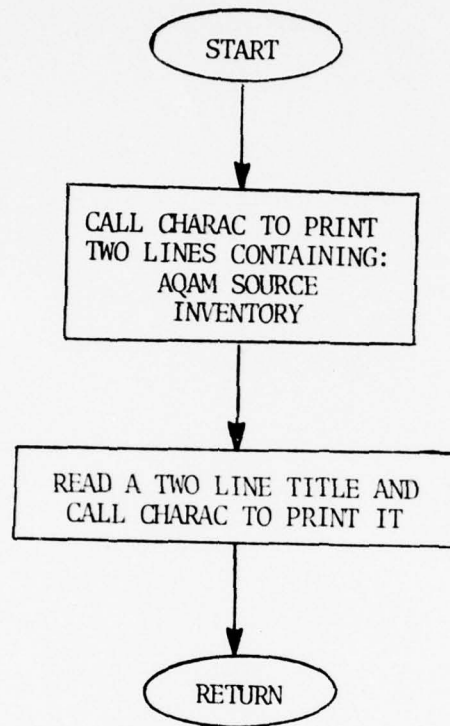 START
CALL CHARAC TO PRINT
TWO LINES CONTAINING:
AQAM SOURCE
INVENTORY
READ A TWO LINE TITLE AND
CALL CHARAC TO PRINT IT
RETURN